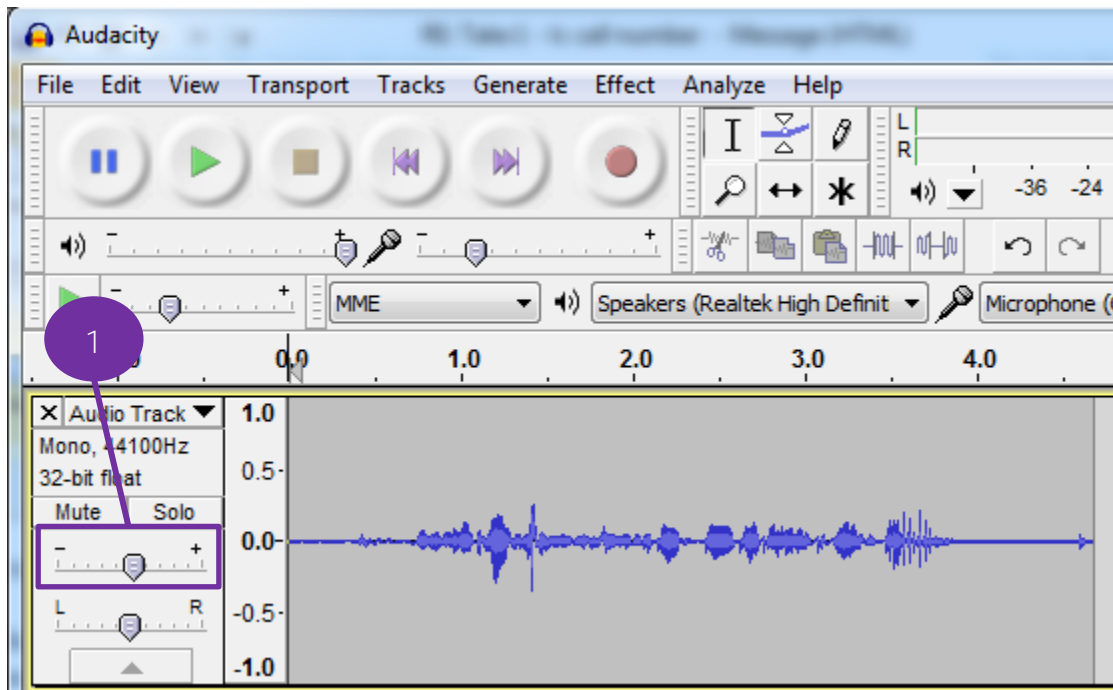 Audacity
File Edit View Transport Tracks Generate Effect Analyze Help
L
R
-36 -24
- + - +
- + MME Speakers (Realtek High Definit Microphone (
1
0.0 1.0 2.0 3.0 4.0
X Audio Track 1.0
Mono, 44100Hz
32-bit float 0.5-
Mute Solo
- + 0.0-
L R -0.5-
-1.0